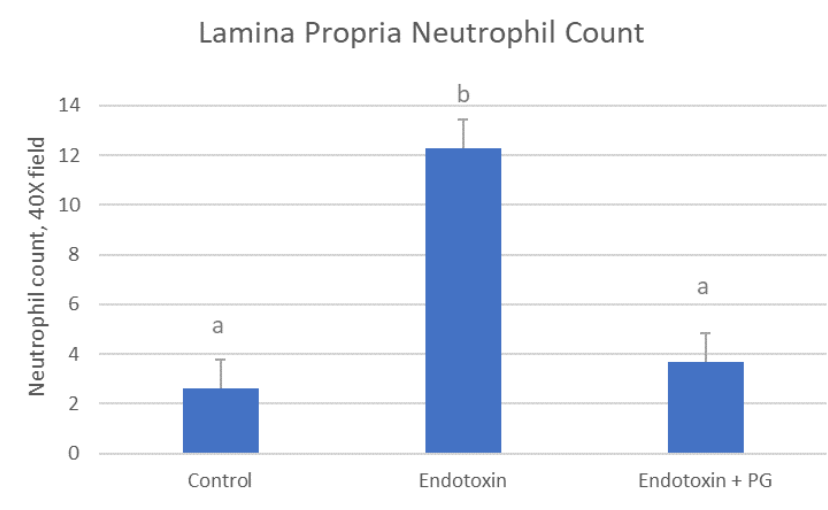 Lamina Propria Neutrophil Count
Neutrophil count, 40X field
14
12
10
8
6
4
2
0
a
b
a
Control
Endotoxin
Endotoxin + PG